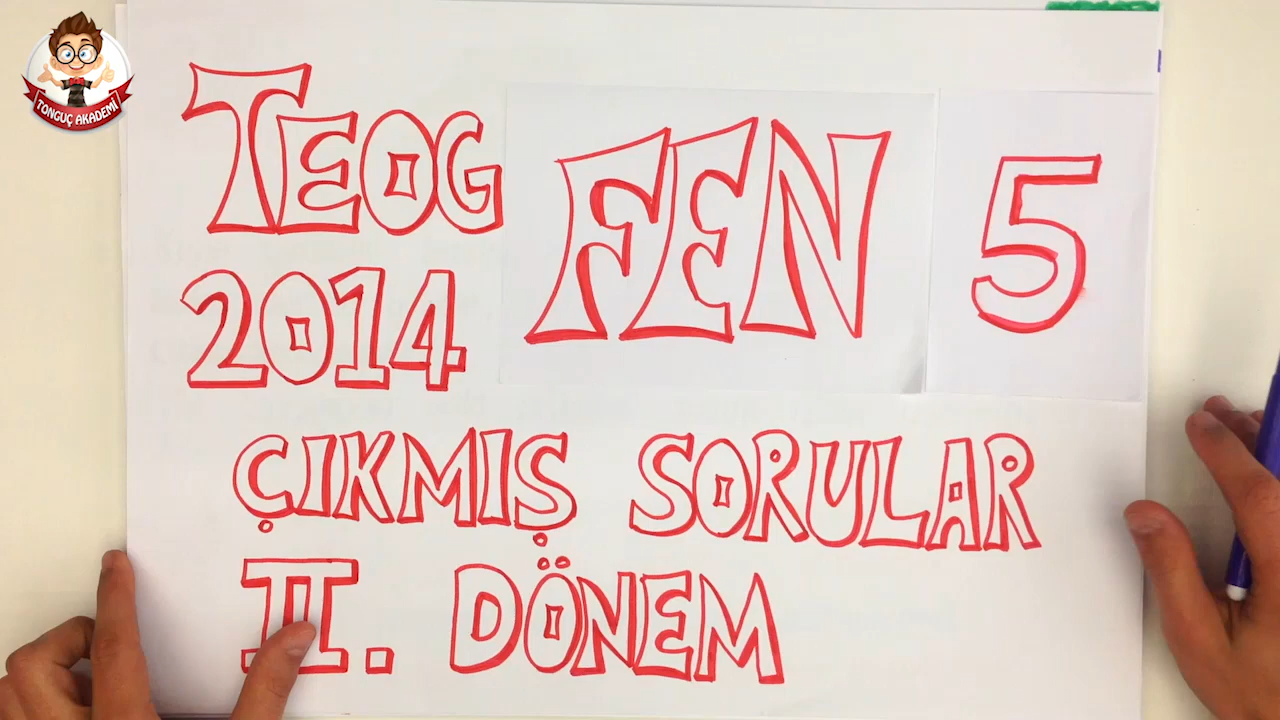 TONGUÇ AKADEMİ
TEOG FEN 5
2014
ÇIKMIŞ SORULAR
II. DÖNEM